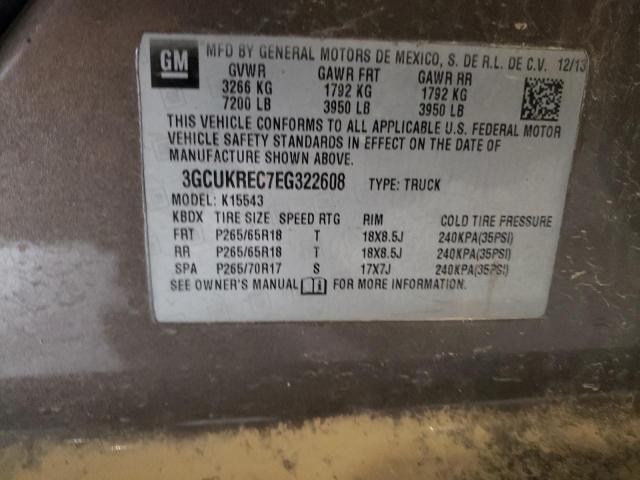 GM MFD BY GENERAL MOTORS DE MEXICO, S. DE R.L. DE C.V. 12/13
GVWR GAWR FRT GAWR RR
3266 KG 1792 KG 1792 KG
7200 LB 3950 LB 3950 LB
THIS VEHICLE CONFORMS TO ALL APPLICABLE U.S. FEDERAL MOTOR
VEHICLE SAFETY STANDARDS IN EFFECT ON THE DATE OF
MANUFACTURE SHOWN ABOVE.
3GCUKREC7EG322608 TYPE: TRUCK
MODEL: K15543
KBDX TIRE SIZE SPEED RTG RIM COLD TIRE PRESSURE
FRT P265/65R18 T 18X8.5J 240KPA(35PSI)
RR P265/65R18 T 18X8.5J 240KPA(35PSI)
SPA P265/70R17 S 17X7J 240KPA(35PSI)
SEE OWNER'S MANUAL i FOR MORE INFORMATION.